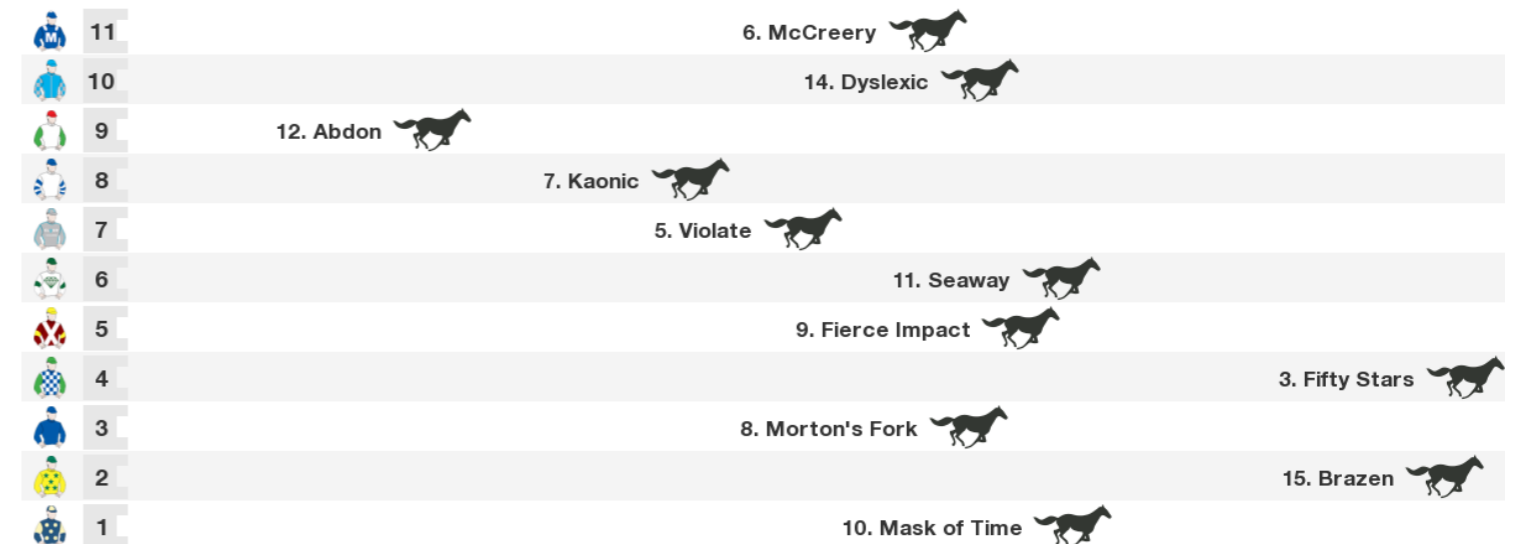 M
11 6. McCreery
10 14. Dyslexic
9 12. Abdon
8 7. Kaonic
7 5. Violate
6 11. Seaway
5 9. Fierce Impact
4 3. Fifty Stars
3 8. Morton's Fork
2 15. Brazen
1 10. Mask of Time